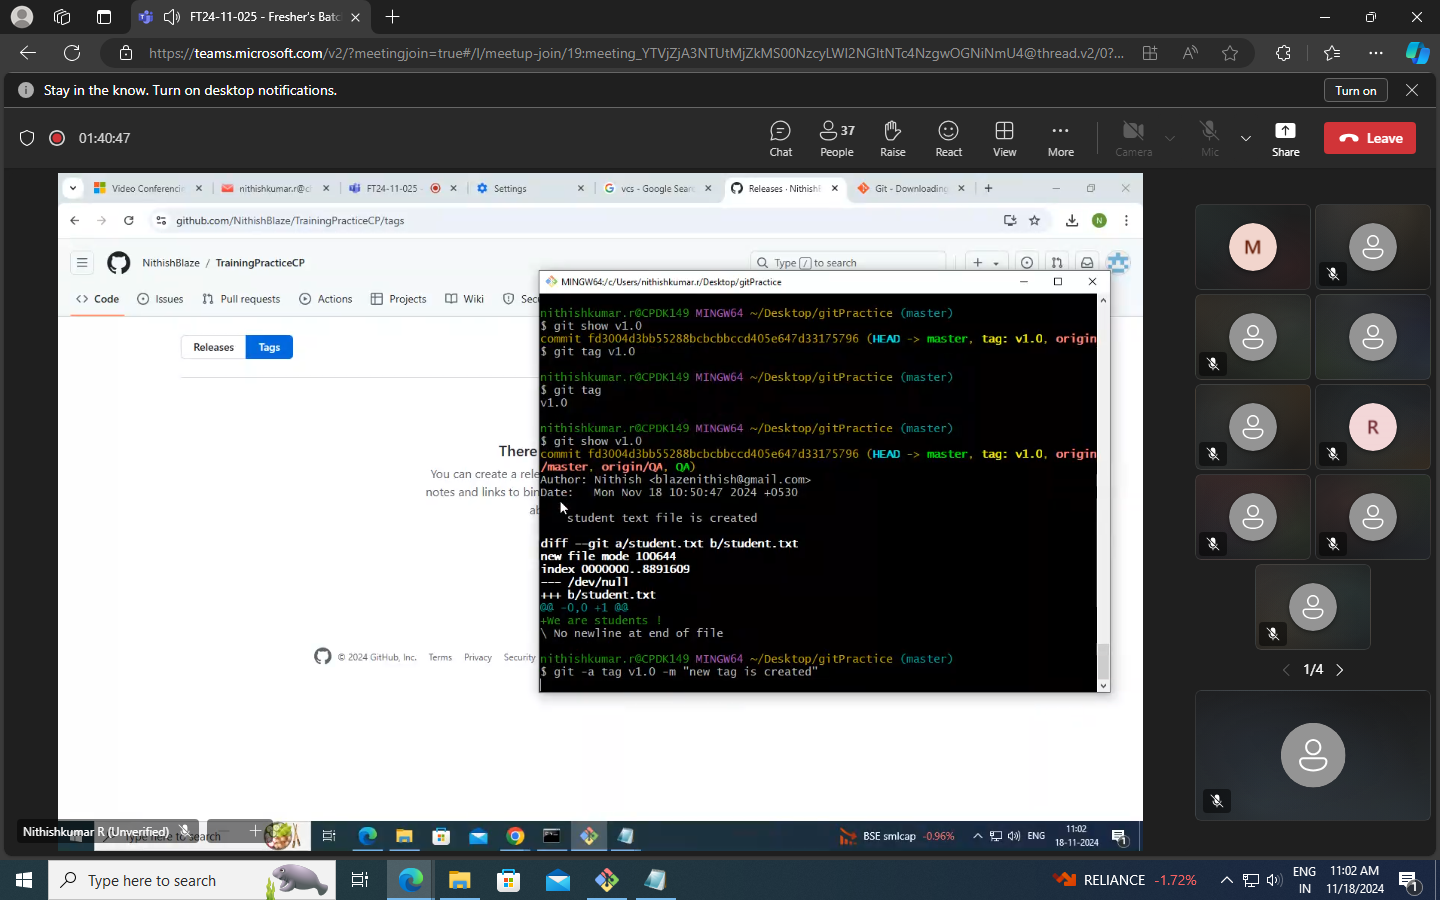 FT24-11-025 - Fresher's Batc
https://teams.microsoft.com/v2/?meetingjoin=true#/l/meetup-join/19:meeting_YTVjZjA3NTUtMjZkMS00NzcyLWI2NGItNTc4NzgwOGNiNmU4@thread.v2/0?...
Stay in the know. Turn on desktop notifications.
Turn on
01:40:47
37
Chat
People
Raise
React
View
More
Camera
Mic
Share
Leave
Video Conferencin
nithishkumar.r@c
FT24-11-025
Settings
vcs - Google Sear
Releases · Nithish
Git - Downloading
github.com/NithishBlaze/TrainingPracticeCP/tags
NithishBlaze / TrainingPracticeCP
Type / to search
Code
Issues
Pull requests
Actions
Projects
Wiki
Sec
Releases
Tags
There
You can create a rele
notes and links to bin
ab
© 2024 GitHub, Inc. Terms Privacy Security
MINGW64:/c/Users/nithishkumar.r/Desktop/gitPractice
nithishkumar.r@CPDK149 MINGW64 ~/Desktop/gitPractice (master)
$ git show v1.0
commit fd3004d3bb55288bcbcbbccd405e647d33175796 (HEAD -> master, tag: v1.0, origin
$ git tag v1.0
nithishkumar.r@CPDK149 MINGW64 ~/Desktop/gitPractice (master)
$ git tag
v1.0
nithishkumar.r@CPDK149 MINGW64 ~/Desktop/gitPractice (master)
$ git show v1.0
commit fd3004d3bb55288bcbcbbccd405e647d33175796 (HEAD -> master, tag: v1.0, origin
/master, origin/QA, QA)
Author: Nithish <blazenithish@gmail.com>
Date:   Mon Nov 18 10:50:47 2024 +0530
student text file is created
diff --git a/student.txt b/student.txt
new file mode 100644
index 0000000..8891609
--- /dev/null
+++ b/student.txt
@@ -0,0 +1 @@
+We are students !
\ No newline at end of file
nithishkumar.r@CPDK149 MINGW64 ~/Desktop/gitPractice (master)
$ git -a tag v1.0 -m "new tag is created"
M
R
1/4
Nithishkumar R (Unverified)
Type here to search
BSE smlcap -0.96%
ENG
11:02
18-11-2024
1
Type here to search
RELIANCE -1.72%
ENG
IN
11:02 AM
11/18/2024
1